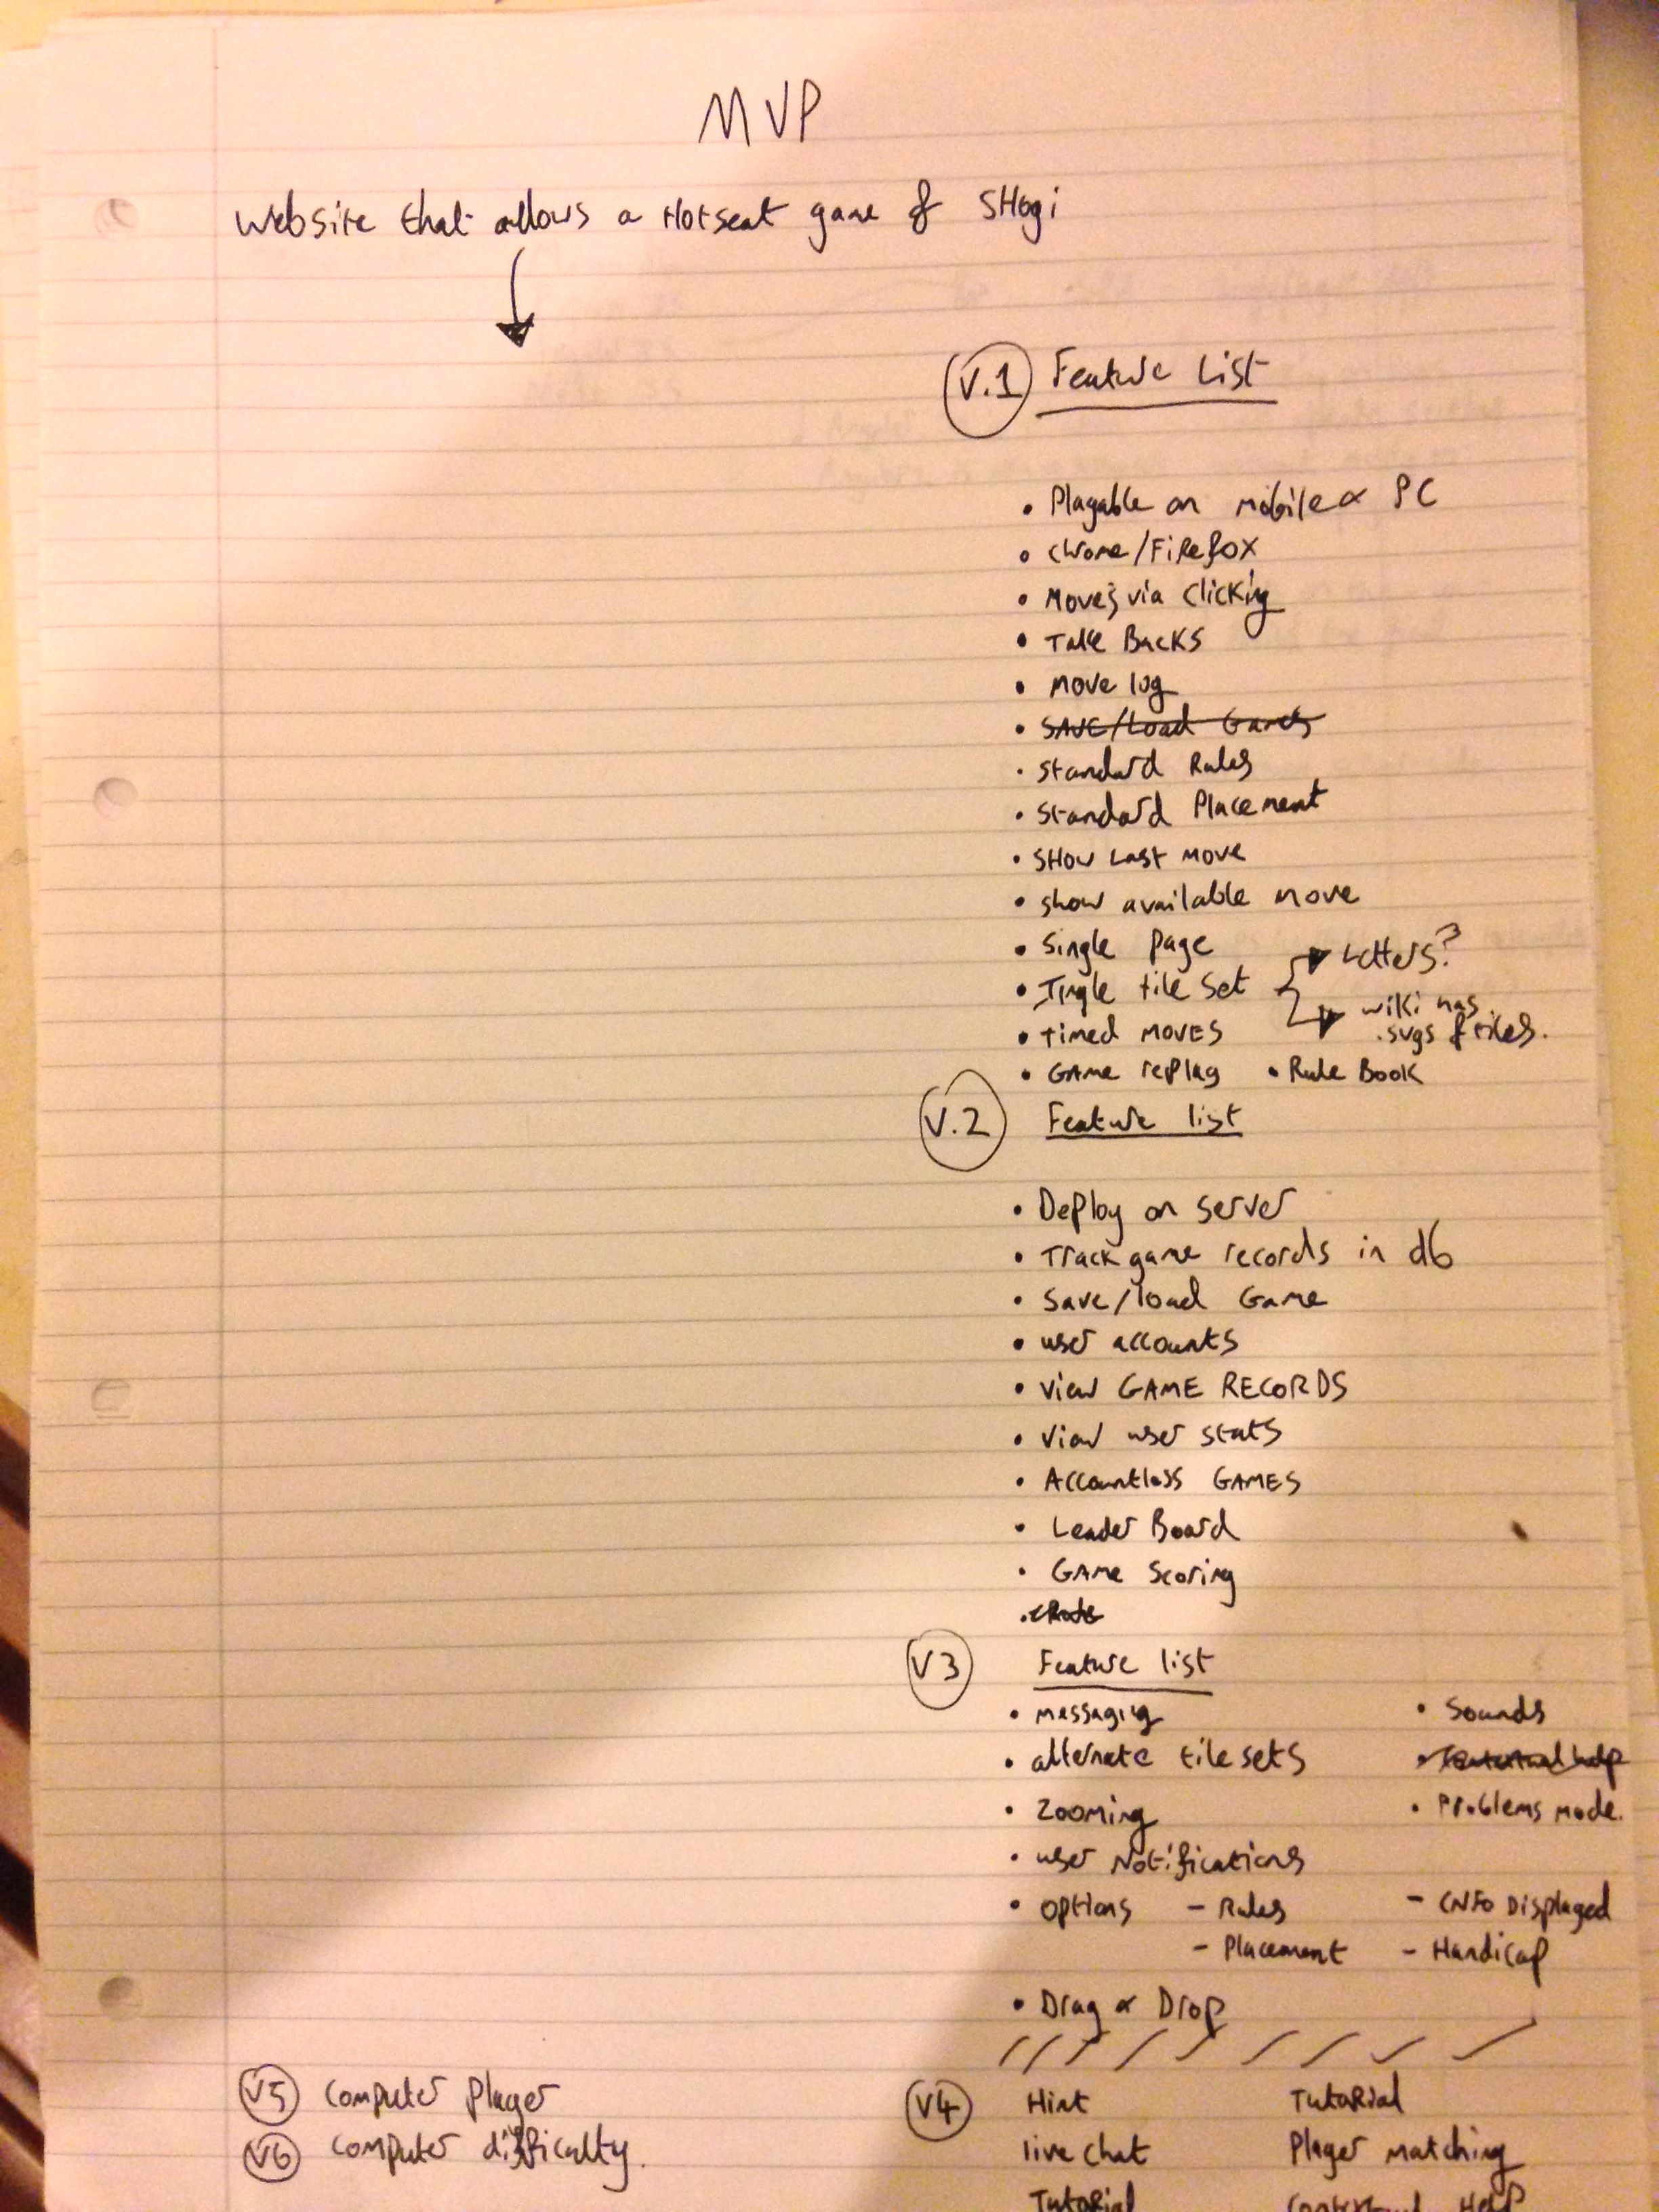 MVP
Website that allows a Hotseat game of SHogi
V.1 Feature List
• Playable on mobile & PC
• Chrome/Firefox
• Moves via Clicking
• Take Backs
• Move log
• SAVE/Load Games
• Standard Rules
• Standard Placement
• SHow Last move
• show available move
• Single page
• Single tile set
Letters?
wiki has
.svgs of tiles.
• timed MOVES
• GAme replay • Rule Book
V.2 Feature list
• Deploy on server
• Track game records in db
• Save/load Game
• user accounts
• view GAME RECORDS
• view user stats
• Accountless GAMES
• Leader Board
• GAme Scoring
V3 Feature list
• messaging • Sounds
• alternate tile sets • Contextual help
• Zooming • Problems mode.
• user Notifications
• options - Rules - INFO Displayed
- Placement - Handicap
• Drag & Drop
V5 Computer Player
V6 Computer difficulty.
V4 Hint Tutorial
live chat Player matching
Tutorial Contextual Help